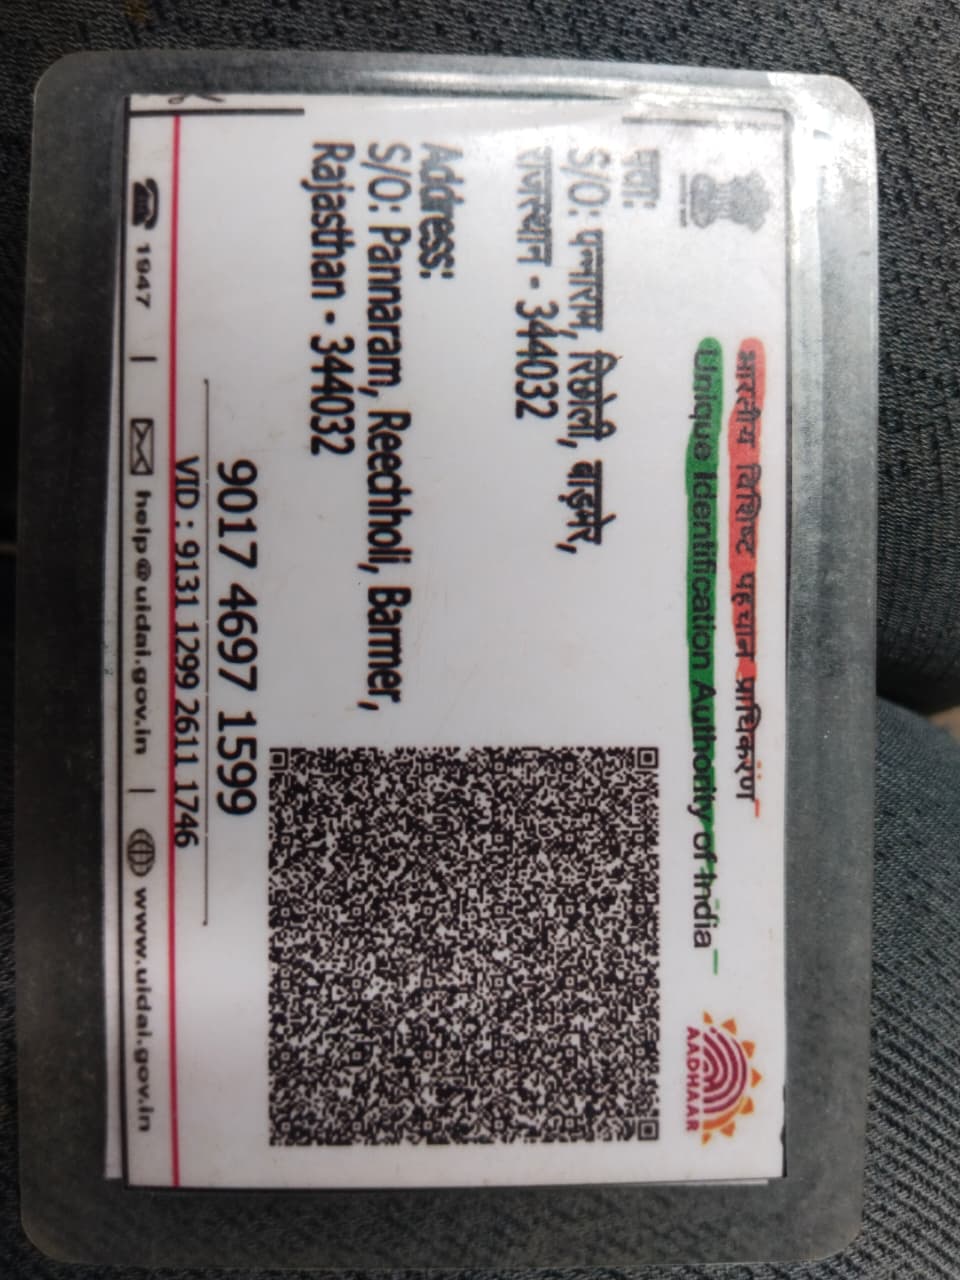 भारतीय विशिष्ट पहचान प्राधिकरण
Unique Identification Authority of India
AADHAAR
पता:
S/O: पन्नाराम, रिछोली, बाड़मेर,
राजस्थान - 344032
Address:
S/O: Pannaram, Reechholi, Barmer,
Rajasthan - 344032
9017 4697 1599
VID : 9131 1299 2611 1746
1947 | help@uidai.gov.in | www.uidai.gov.in